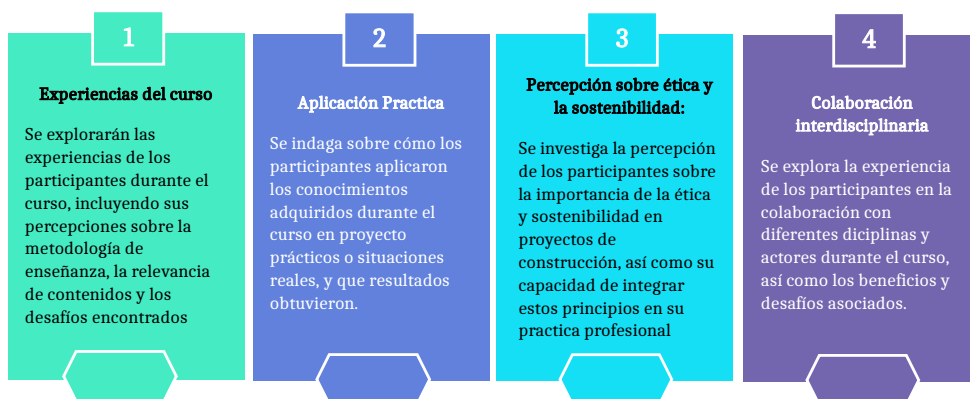 1
Experiencias del curso
Se explorarán las
experiencias de los
participantes durante el
curso, incluyendo sus
percepciones sobre la
metodología de
enseñanza, la relevancia
de contenidos y los
desafíos encontrados
2
Aplicación Practica
Se indaga sobre cómo los
participantes aplicaron
los conocimientos
adquiridos durante el
curso en proyecto
prácticos o situaciones
reales, y que resultados
obtuvieron.
3
Percepción sobre ética y
la sostenibilidad:
Se investiga la percepción
de los participantes sobre
la importancia de la ética
y sostenibilidad en
proyectos de
construcción, así como su
capacidad de integrar
estos principios en su
practica profesional
4
Colaboración
interdisciplinaria
Se explora la experiencia
de los participantes en la
colaboración con
diferentes diciplinas y
actores durante el curso,
así como los beneficios y
desafíos asociados.